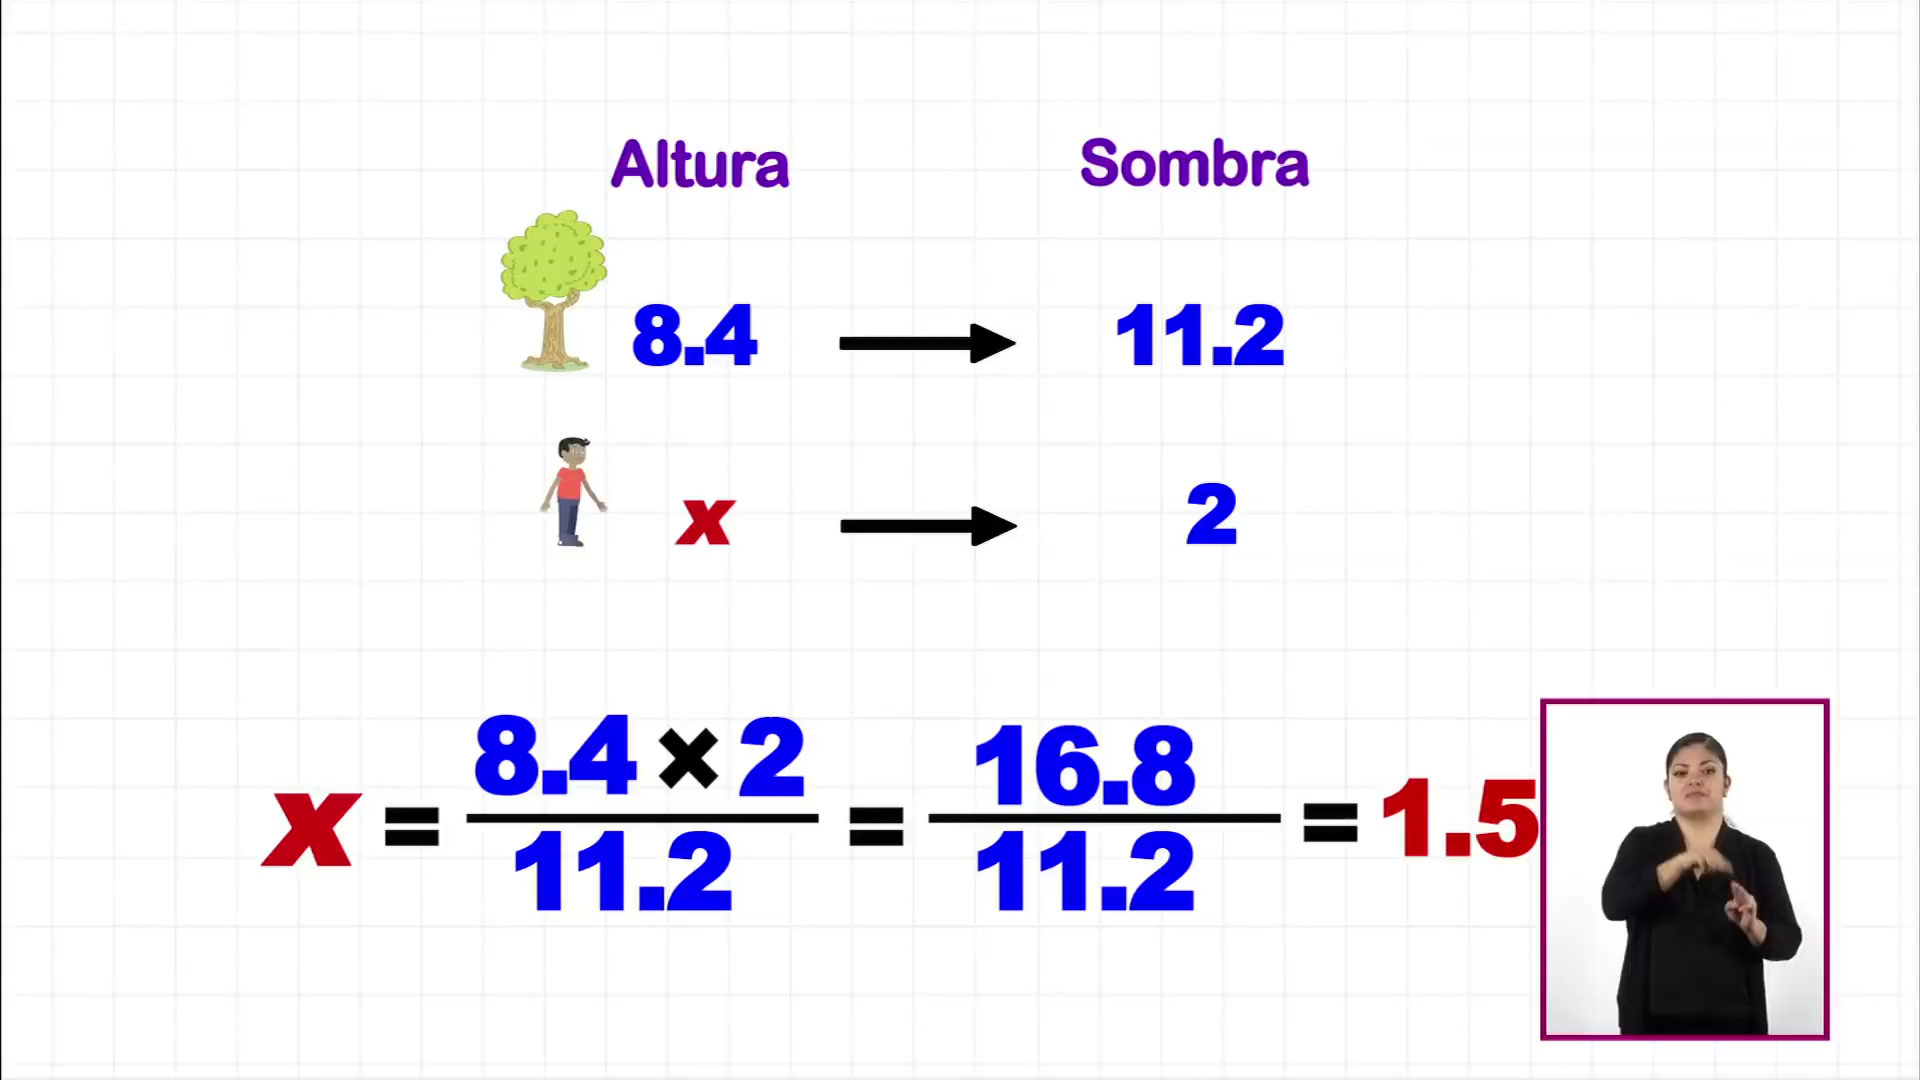 Altura Sombra
8.4 → 11.2
x → 2
x = 8.4 × 2 / 11.2 = 16.8 / 11.2 = 1.5